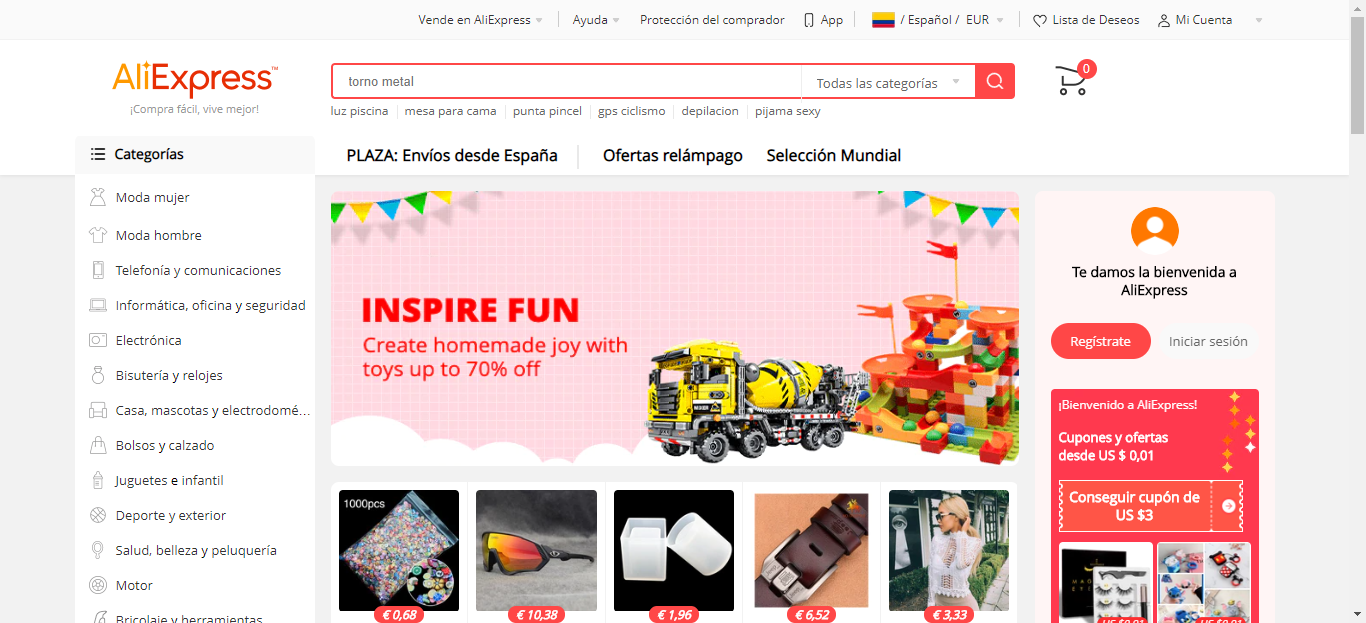 Vende en AliExpress
Ayuda
Protección del comprador
App
/ Español / EUR
Lista de Deseos
Mi Cuenta
AliExpress™
¡Compra fácil, vive mejor!
torno metal
Todas las categorías
0
luz piscina
mesa para cama
punta pincel
gps ciclismo
depilacion
pijama sexy
Categorías
PLAZA: Envíos desde España
Ofertas relámpago
Selección Mundial
Moda mujer
Moda hombre
Telefonía y comunicaciones
Informática, oficina y seguridad
Electrónica
Bisutería y relojes
Casa, mascotas y electrodomé...
Bolsos y calzado
Juguetes e infantil
Deporte y exterior
Salud, belleza y peluquería
Motor
Bricolaje y herramientas
INSPIRE FUN
Create homemade joy with
toys up to 70% off
Te damos la bienvenida a
AliExpress
Regístrate
Iniciar sesión
¡Bienvenido a AliExpress!
Cupones y ofertas
desde US $ 0,01
Conseguir cupón de
US $3
1000pcs
€ 0,68
€ 10,38
€ 1,96
€ 6,52
€ 3,33
US $0,01
US $0,01